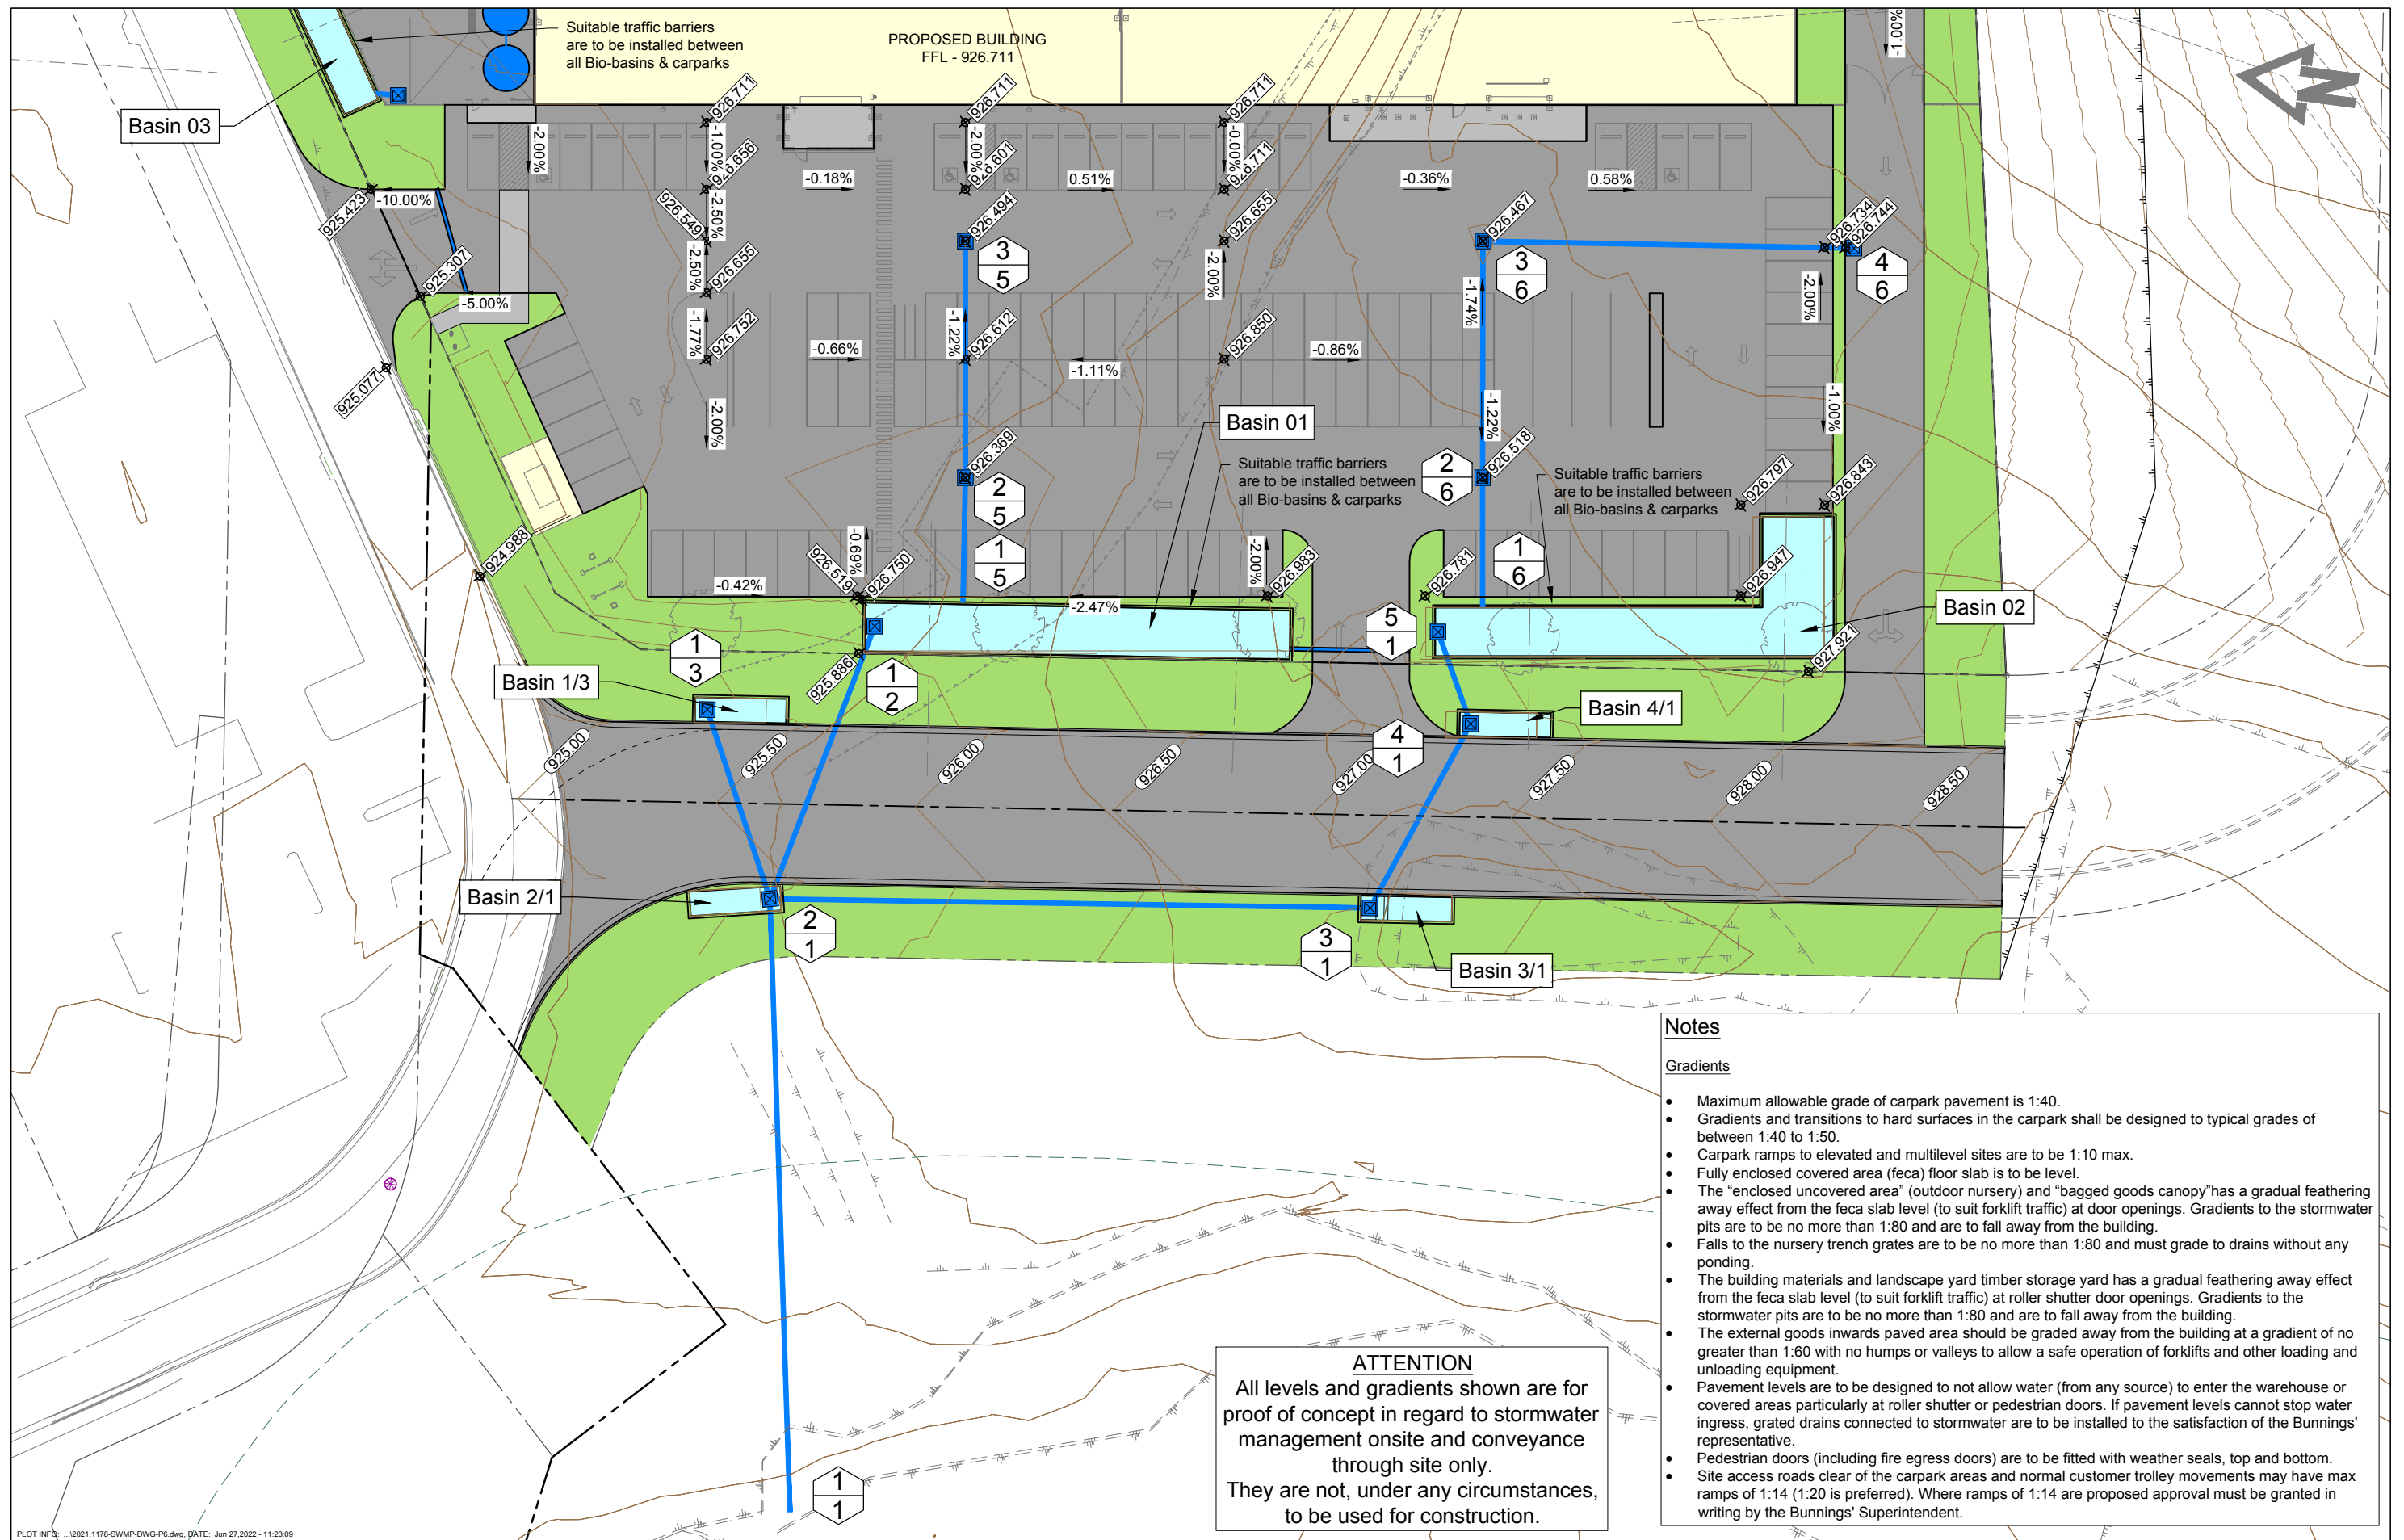 Suitable traffic barriers
are to be installed between
all Bio-basins & carparks
PROPOSED BUILDING
FFL - 926.711
-1.00%
Basin 03
-2.00%
926.711
-1.00%
926.656
926.711
-2.00%
926.601
926.711
-0.00%
926.711
-0.18%
0.51%
-0.36%
0.58%
925.423
-10.00%
926.549
-2.50%
926.494
926.655
926.467
926.734
926.744
3
5
3
6
4
6
925.307
-5.00%
-2.50%
926.655
-2.00%
-1.74%
-2.00%
-1.77%
926.752
-1.22%
926.612
926.850
-0.66%
-1.11%
-0.86%
925.077
-2.00%
-1.22%
-1.00%
Basin 01
926.369
Suitable traffic barriers
are to be installed between
all Bio-basins & carparks
2
6
926.518
Suitable traffic barriers
are to be installed between
all Bio-basins & carparks
926.797
926.843
2
5
924.988
-0.69%
1
5
-2.00%
1
6
926.519
926.750
926.983
926.781
926.947
-0.42%
-2.47%
Basin 02
5
1
1
3
927.921
Basin 1/3
925.886
1
2
Basin 4/1
4
1
925.00
925.50
926.00
926.50
927.00
927.50
928.00
928.50
Basin 2/1
2
1
3
1
Basin 3/1
Notes
Gradients
• Maximum allowable grade of carpark pavement is 1:40.
• Gradients and transitions to hard surfaces in the carpark shall be designed to typical grades of
between 1:40 to 1:50.
• Carpark ramps to elevated and multilevel sites are to be 1:10 max.
• Fully enclosed covered area (feca) floor slab is to be level.
• The “enclosed uncovered area” (outdoor nursery) and “bagged goods canopy”has a gradual feathering
away effect from the feca slab level (to suit forklift traffic) at door openings. Gradients to the stormwater
pits are to be no more than 1:80 and are to fall away from the building.
• Falls to the nursery trench grates are to be no more than 1:80 and must grade to drains without any
ponding.
• The building materials and landscape yard timber storage yard has a gradual feathering away effect
from the feca slab level (to suit forklift traffic) at roller shutter door openings. Gradients to the
stormwater pits are to be no more than 1:80 and are to fall away from the building.
• The external goods inwards paved area should be graded away from the building at a gradient of no
greater than 1:60 with no humps or valleys to allow a safe operation of forklifts and other loading and
unloading equipment.
• Pavement levels are to be designed to not allow water (from any source) to enter the warehouse or
covered areas particularly at roller shutter or pedestrian doors. If pavement levels cannot stop water
ingress, grated drains connected to stormwater are to be installed to the satisfaction of the Bunnings'
representative.
• Pedestrian doors (including fire egress doors) are to be fitted with weather seals, top and bottom.
• Site access roads clear of the carpark areas and normal customer trolley movements may have max
ramps of 1:14 (1:20 is preferred). Where ramps of 1:14 are proposed approval must be granted in
writing by the Bunnings' Superintendent.
ATTENTION
All levels and gradients shown are for
proof of concept in regard to stormwater
management onsite and conveyance
through site only.
They are not, under any circumstances,
to be used for construction.
1
1
PLOT INFO: ...\2021.1178-SWMP-DWG-P6.dwg, DATE: Jun 27,2022 - 11:23:09